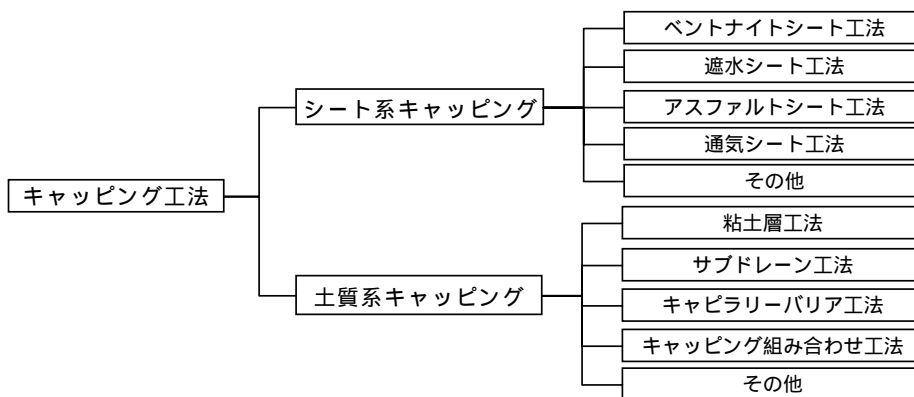 キャッピング工法
シート系キャッピング
ベントナイトシート工法
遮水シート工法
アスファルトシート工法
通気シート工法
その他
土質系キャッピング
粘土層工法
サブドレーン工法
キャピラリーバリア工法
キャッピング組み合わせ工法
その他